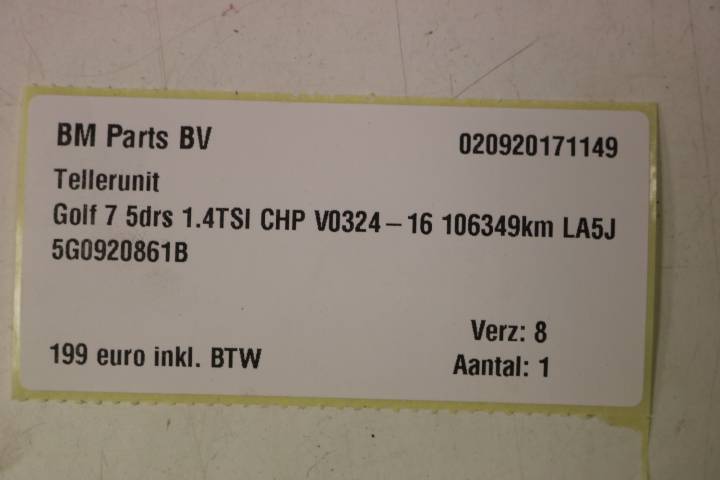 BM Parts BV 020920171149
Tellerunit
Golf 7 5drs 1.4TSI CHP V0324-16 106349km LA5J
5G0920861B
Verz: 8
199 euro inkl. BTW Aantal: 1